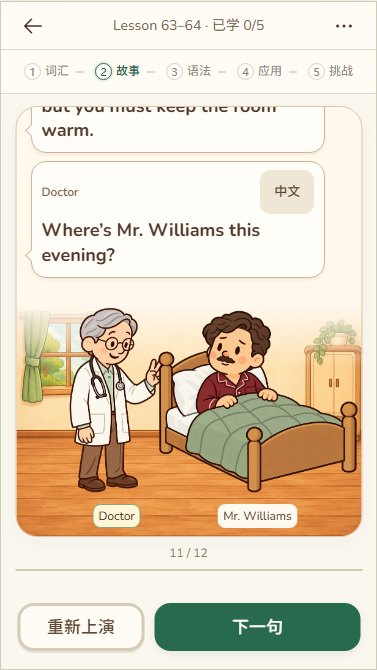 Lesson 63–64 · 已学 0/5
1 词汇 – 2 故事 – 3 语法 – 4 应用 – 5 挑战
but you must keep the room
warm.
Doctor
中文
Where's Mr. Williams this
evening?
Doctor
Mr. Williams
11 / 12
重新上演
下一句